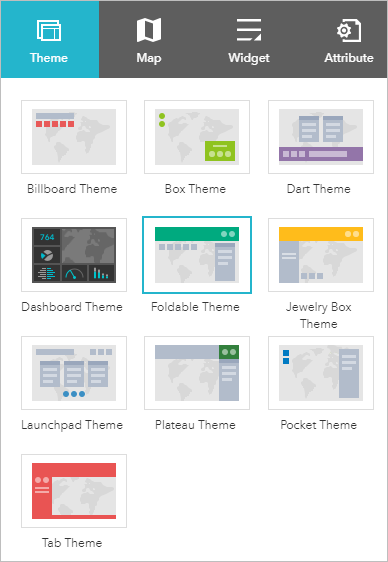 Theme Map Widget Attribute
Billboard Theme Box Theme Dart Theme
764
Dashboard Theme Foldable Theme Jewelry Box
Theme
Launchpad Theme Plateau Theme Pocket Theme
Tab Theme